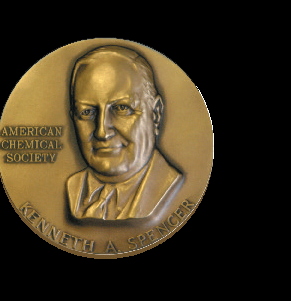 AMERICAN
CHEMICAL
SOCIETY
KENNETH A. SPENCER